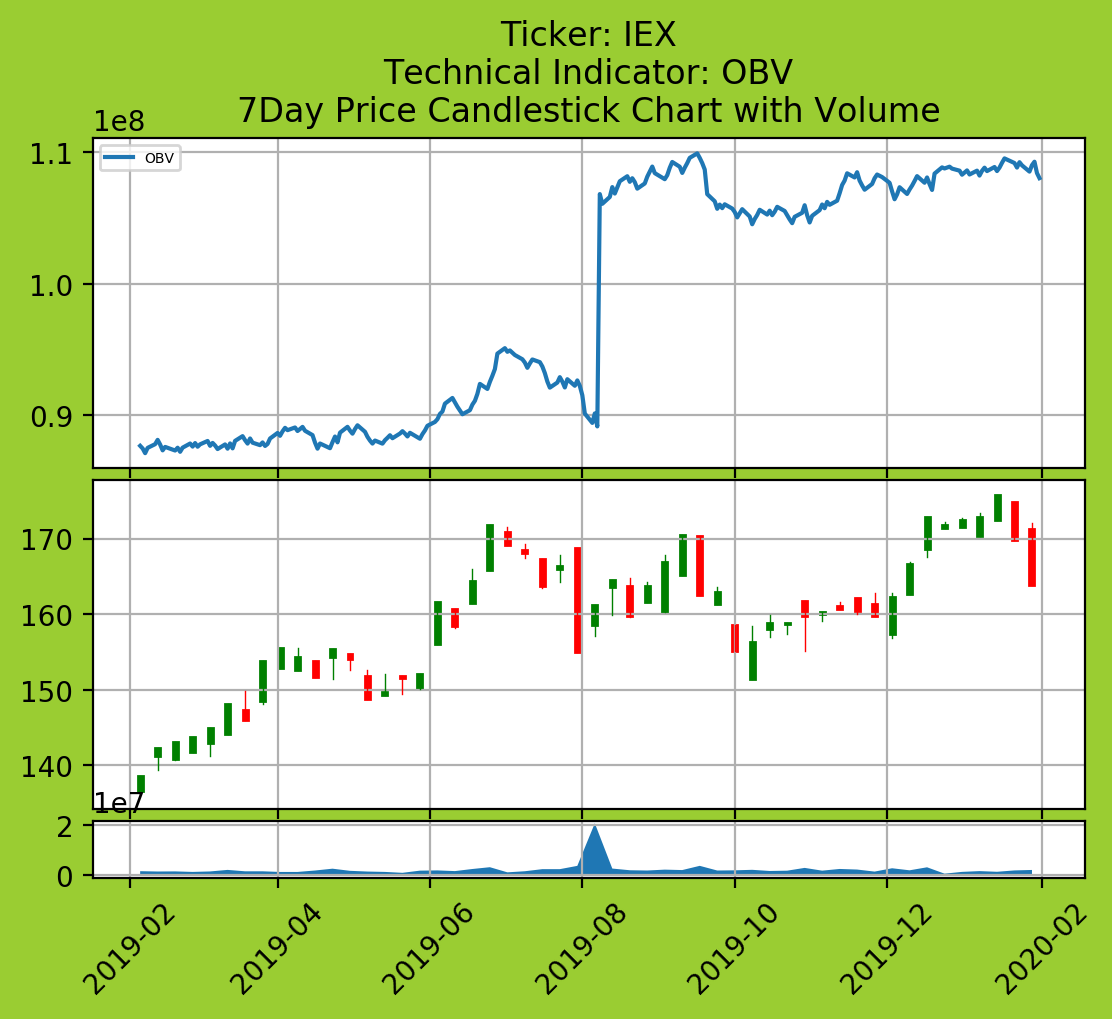 Ticker: IEX
Technical Indicator: OBV
7Day Price Candlestick Chart with Volume
1e8
1.1
OBV
1.0
0.9
170
160
150
140
1e7
2
0
2019-02
2019-04
2019-06
2019-08
2019-10
2019-12
2020-02